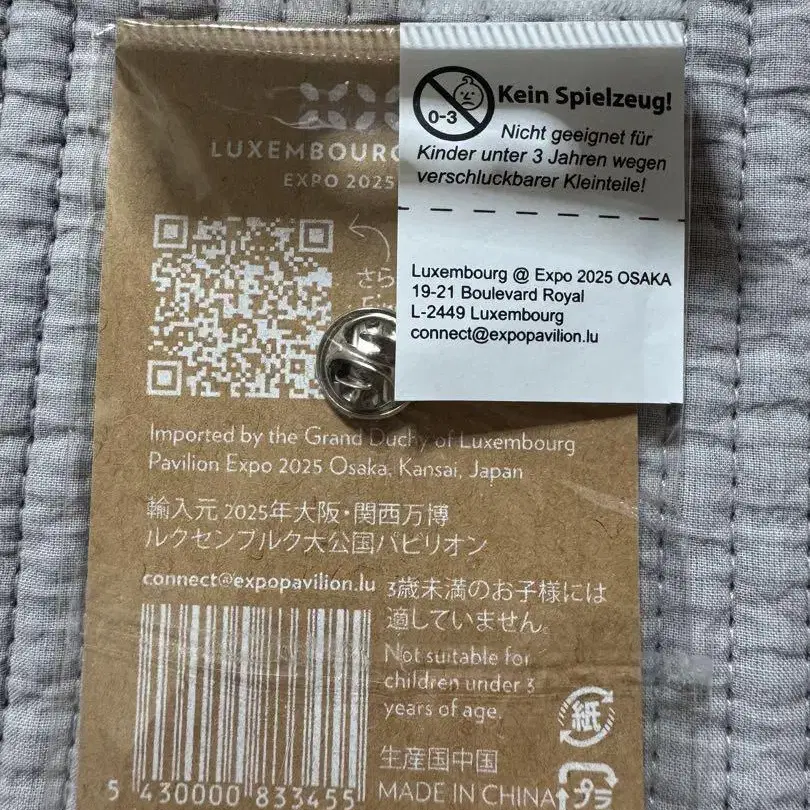 LUXEMBOURG
EXPO 2025
さら
0-3
Kein Spielzeug!
Nicht geeignet für
Kinder unter 3 Jahren wegen
verschluckbarer Kleinteile!
Luxembourg @ Expo 2025 OSAKA
19-21 Boulevard Royal
L-2449 Luxembourg
connect@expopavilion.lu
Imported by the Grand Duchy of Luxembourg
Pavilion Expo 2025 Osaka, Kansai, Japan
輸入元 2025年大阪・関西万博
ルクセンブルク大公国パビリオン
connect@expopavilion.lu
3歳未満のお子様には
適していません。
Not suitable for
children under 3
years of age.
紙
生産国中国
MADE IN CHINA
プラ
5 430000 833455